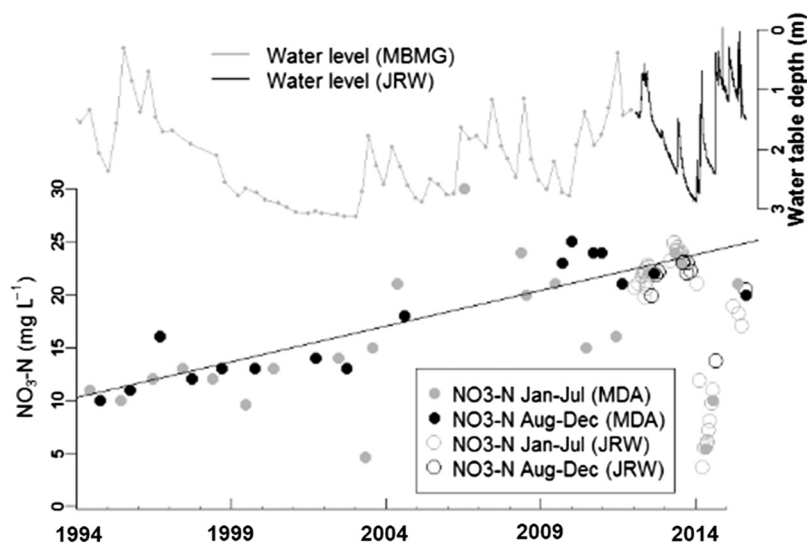 Water level (MBMG)
Water level (JRW)
0
1
2
3
Water table depth (m)
30
25
20
15
10
5
0
NO₃-N (mg L⁻¹)
NO3-N Jan-Jul (MDA)
NO3-N Aug-Dec (MDA)
NO3-N Jan-Jul (JRW)
NO3-N Aug-Dec (JRW)
1994 1999 2004 2009 2014